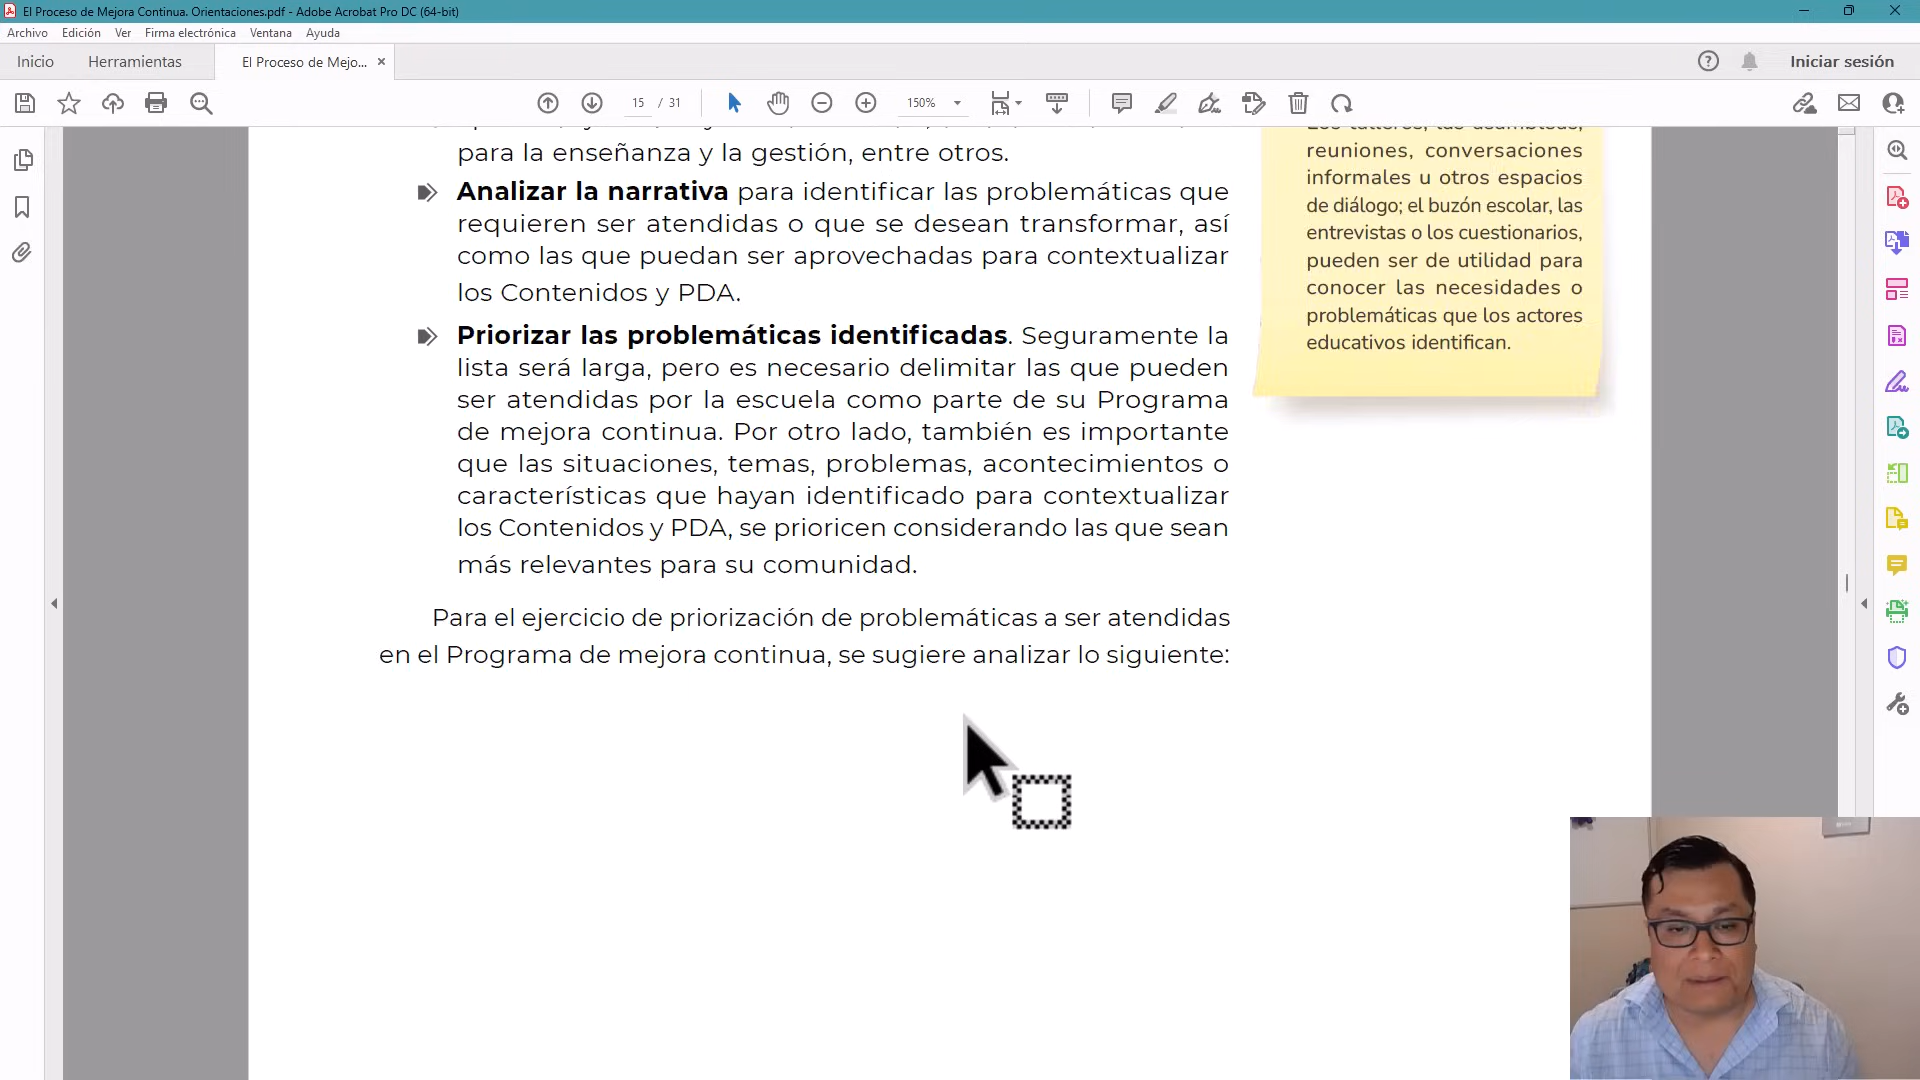 El Proceso de Mejora Continua. Orientaciones.pdf - Adobe Acrobat Pro DC (64-bit)
Archivo Edición Ver Firma electrónica Ventana Ayuda
Inicio Herramientas El Proceso de Mejo... × Iniciar sesión
15 / 31 150%
para la enseñanza y la gestión, entre otros.
Analizar la narrativa para identificar las problemáticas que
requieren ser atendidas o que se desean transformar, así
como las que puedan ser aprovechadas para contextualizar
los Contenidos y PDA.
Priorizar las problemáticas identificadas. Seguramente la
lista será larga, pero es necesario delimitar las que pueden
ser atendidas por la escuela como parte de su Programa
de mejora continua. Por otro lado, también es importante
que las situaciones, temas, problemas, acontecimientos o
características que hayan identificado para contextualizar
los Contenidos y PDA, se prioricen considerando las que sean
más relevantes para su comunidad.
Para el ejercicio de priorización de problemáticas a ser atendidas
en el Programa de mejora continua, se sugiere analizar lo siguiente:
Los talleres, las asambleas,
reuniones, conversaciones
informales u otros espacios
de diálogo; el buzón escolar, las
entrevistas o los cuestionarios,
pueden ser de utilidad para
conocer las necesidades o
problemáticas que los actores
educativos identifican.